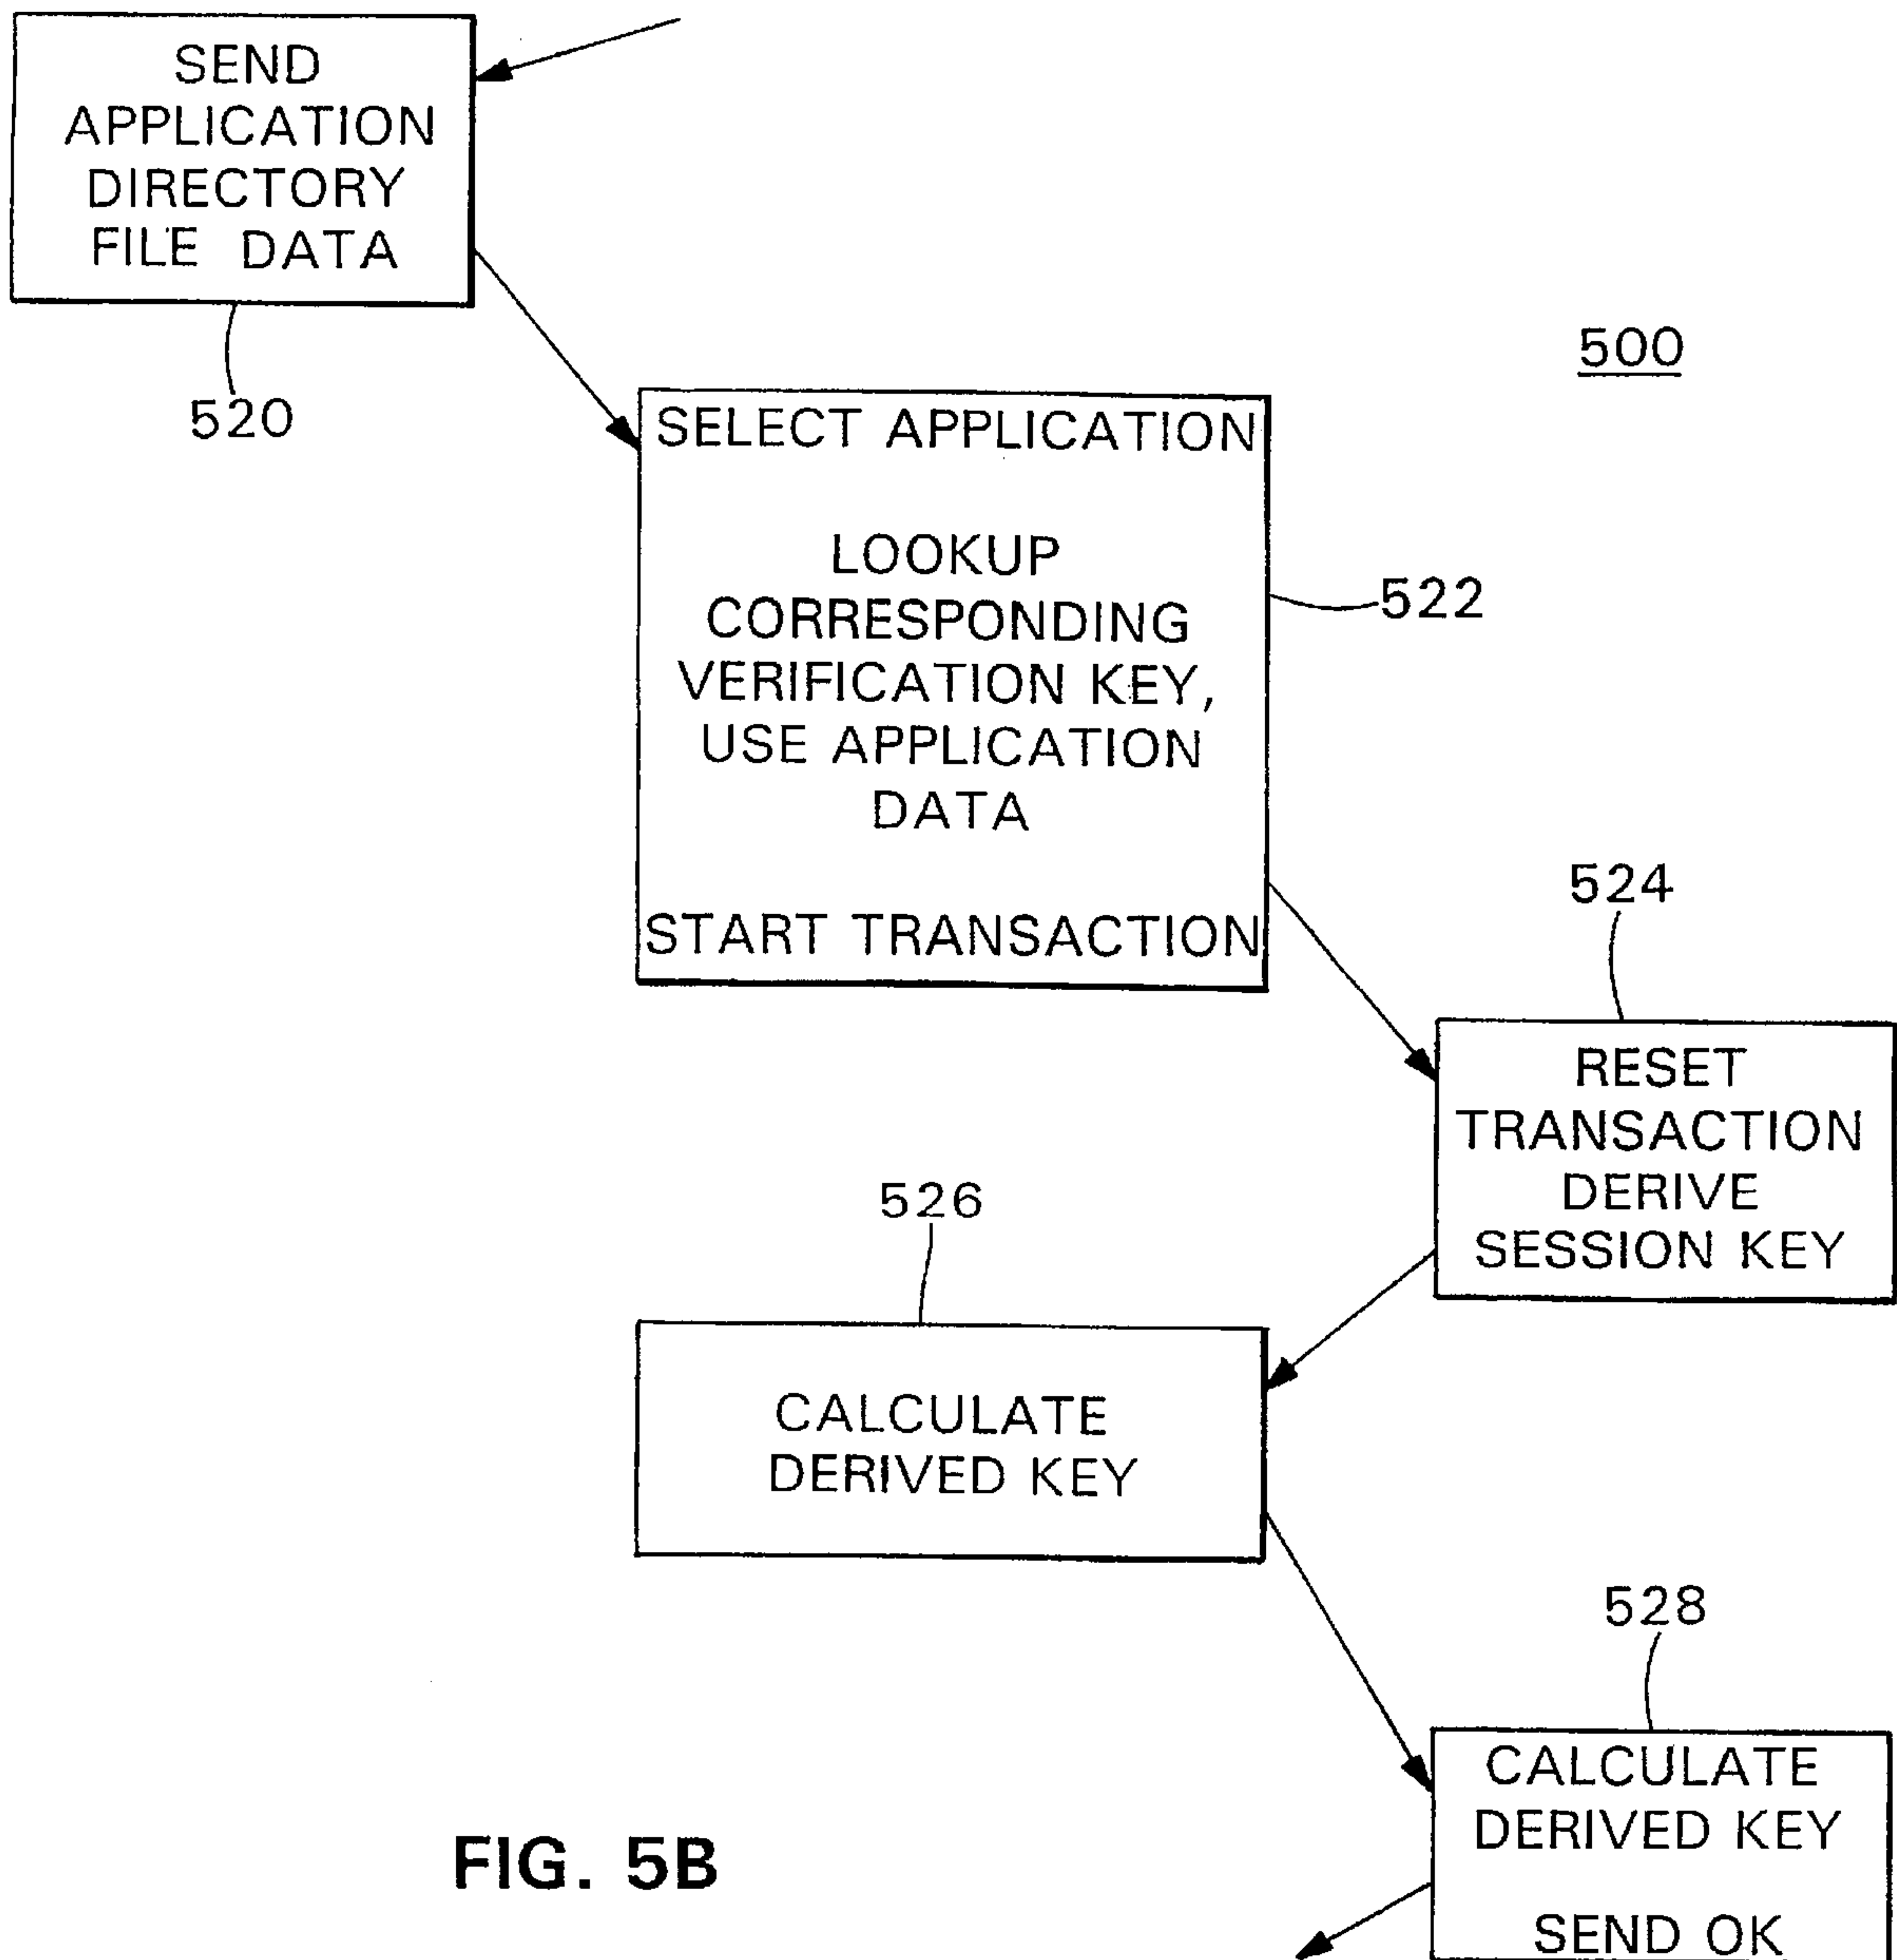 SEND
APPLICATION
DIRECTORY
FILE DATA
520
500
SELECT APPLICATION
LOOKUP
CORRESPONDING
VERIFICATION KEY,
USE APPLICATION
DATA
START TRANSACTION
522
524
RESET
TRANSACTION
DERIVE
SESSION KEY
526
CALCULATE
DERIVED KEY
528
CALCULATE
DERIVED KEY
SEND OK
FIG. 5B